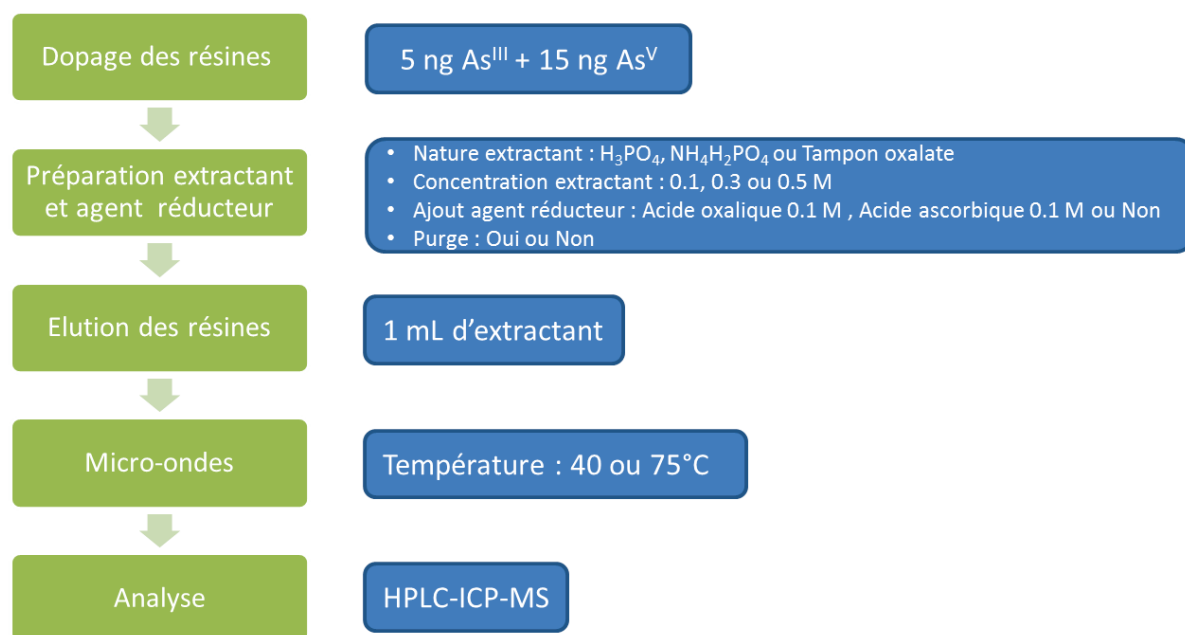 Dopage des résines
5 ng Asᴵᴵᴵ + 15 ng Asⱽ
Préparation extractant
et agent réducteur
• Nature extractant : H₃PO₄, NH₄H₂PO₄ ou Tampon oxalate
• Concentration extractant : 0.1, 0.3 ou 0.5 M
• Ajout agent réducteur : Acide oxalique 0.1 M , Acide ascorbique 0.1 M ou Non
• Purge : Oui ou Non
Elution des résines
1 mL d’extractant
Micro-ondes
Température : 40 ou 75°C
Analyse
HPLC-ICP-MS